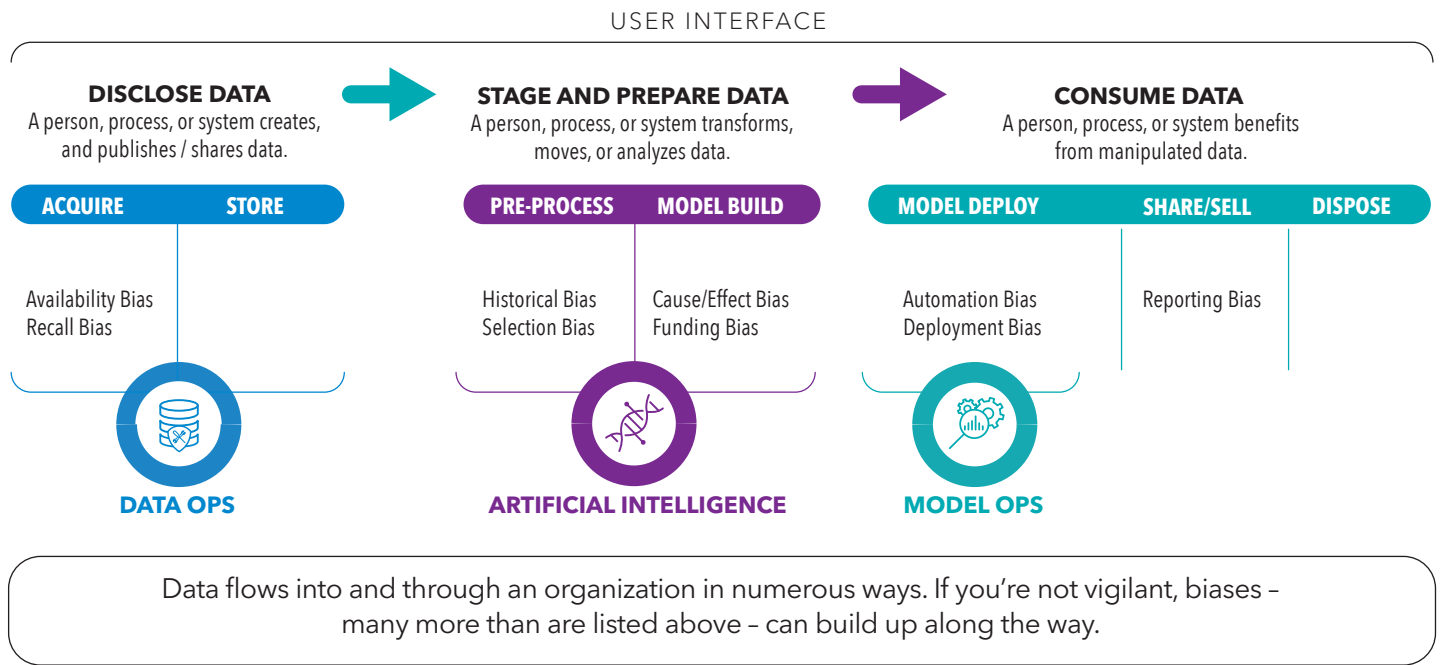 USER INTERFACE
DISCLOSE DATA
A person, process, or system creates,
and publishes / shares data.
STAGE AND PREPARE DATA
A person, process, or system transforms,
moves, or analyzes data.
CONSUME DATA
A person, process, or system benefits
from manipulated data.
ACQUIRE
STORE
PRE-PROCESS
MODEL BUILD
MODEL DEPLOY
SHARE/SELL
DISPOSE
Availability Bias
Recall Bias
Historical Bias
Selection Bias
Cause/Effect Bias
Funding Bias
Automation Bias
Deployment Bias
Reporting Bias
DATA OPS
ARTIFICIAL INTELLIGENCE
MODEL OPS
Data flows into and through an organization in numerous ways. If you’re not vigilant, biases –
many more than are listed above – can build up along the way.